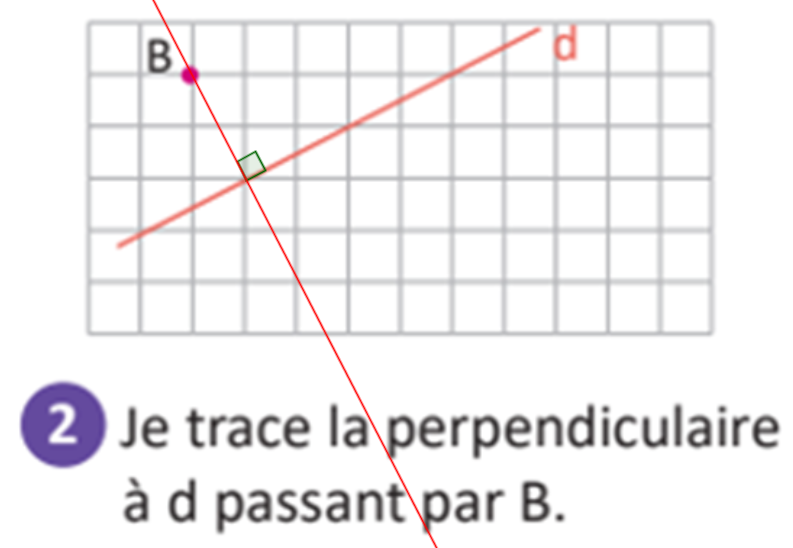 B
d
2 Je trace la perpendiculaire
à d passant par B.